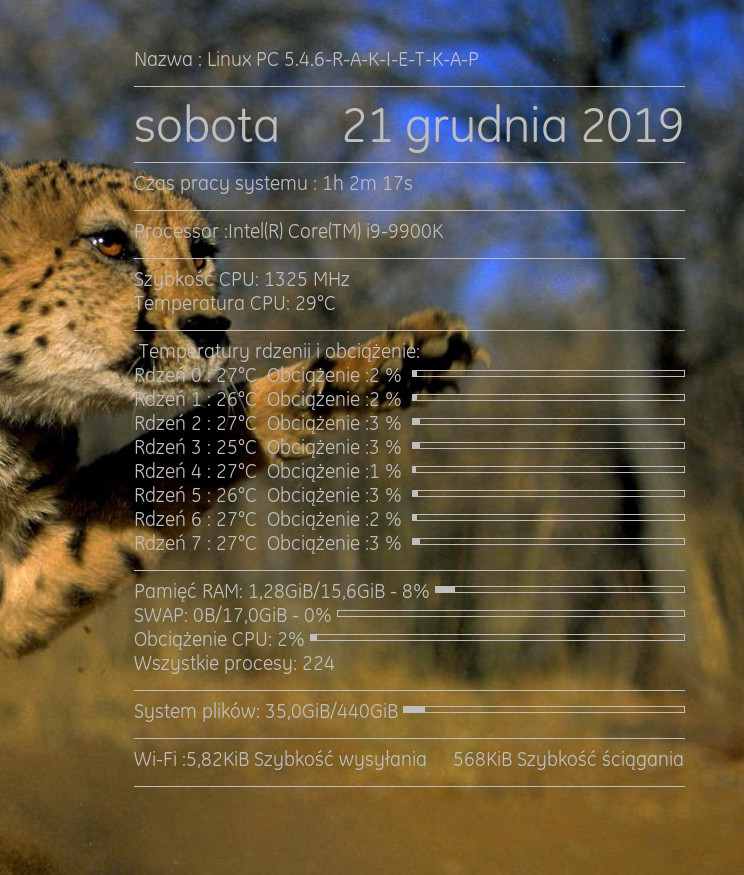 Nazwa : Linux PC 5.4.6-R-A-K-I-E-T-K-A-P
sobota 21 grudnia 2019
Czas pracy systemu : 1h 2m 17s
Processor :Intel(R) Core(TM) i9-9900K
Szybkość CPU: 1325 MHz
Temperatura CPU: 29°C
Temperatury rdzenii i obciążenie:
Rdzeń 0 : 27°C Obciążenie :2 %
Rdzeń 1 : 26°C Obciążenie :2 %
Rdzeń 2 : 27°C Obciążenie :3 %
Rdzeń 3 : 25°C Obciążenie :3 %
Rdzeń 4 : 27°C Obciążenie :1 %
Rdzeń 5 : 26°C Obciążenie :3 %
Rdzeń 6 : 27°C Obciążenie :2 %
Rdzeń 7 : 27°C Obciążenie :3 %
Pamięć RAM: 1,28GiB/15,6GiB - 8%
SWAP: 0B/17,0GiB - 0%
Obciążenie CPU: 2%
Wszystkie procesy: 224
System plików: 35,0GiB/440GiB
Wi-Fi :5,82KiB Szybkość wysyłania 568KiB Szybkość ściągania